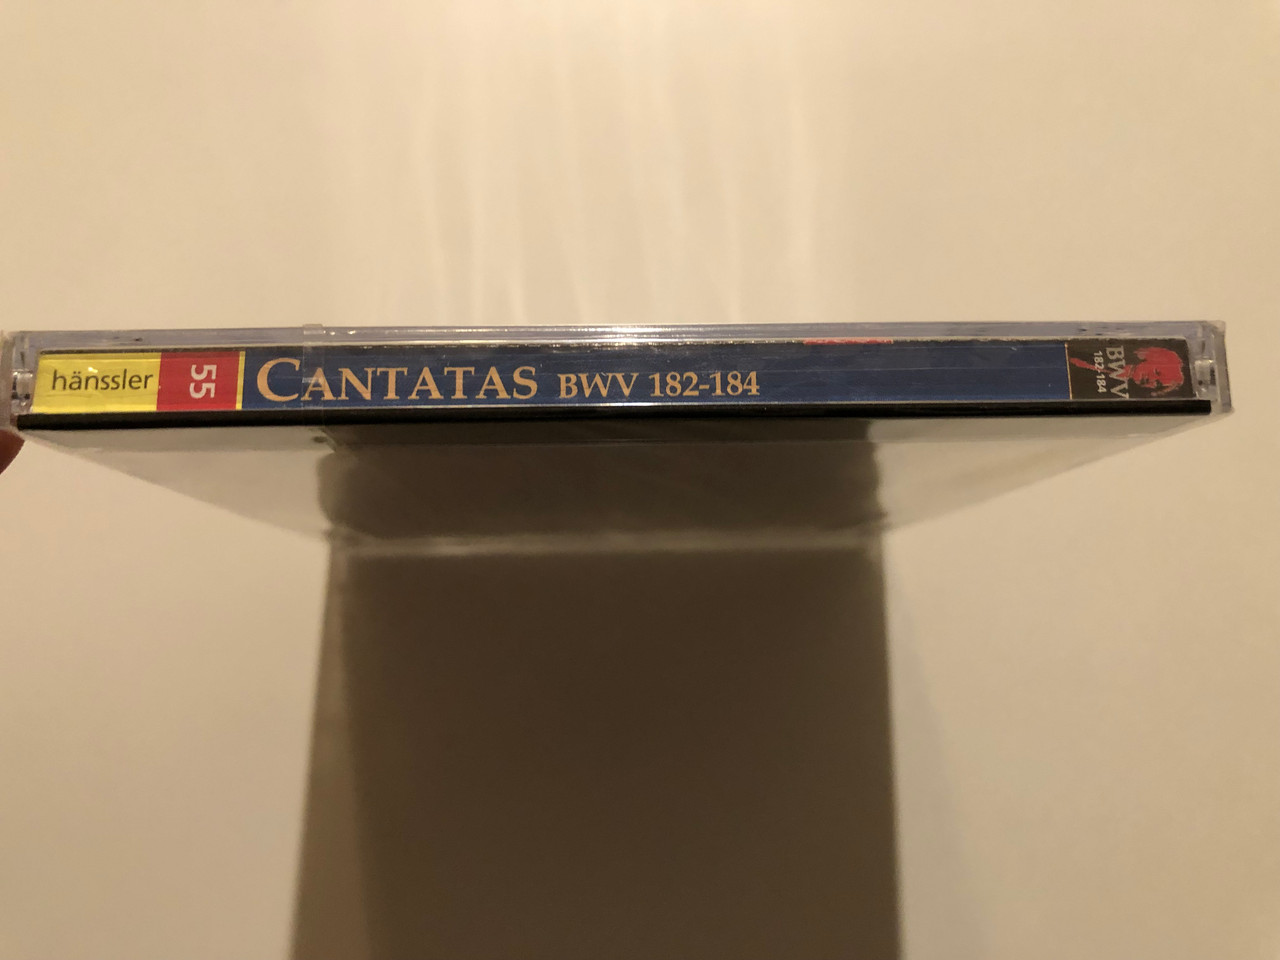 hänssler
55
CANTATAS BWV 182-184
BWV
182-184